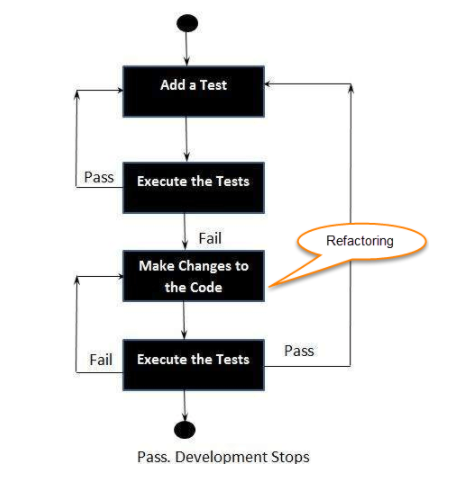 Add a Test
Pass
Execute the Tests
Fail
Refactoring
Make Changes to
the Code
Pass
Fail
Execute the Tests
Pass. Development Stops